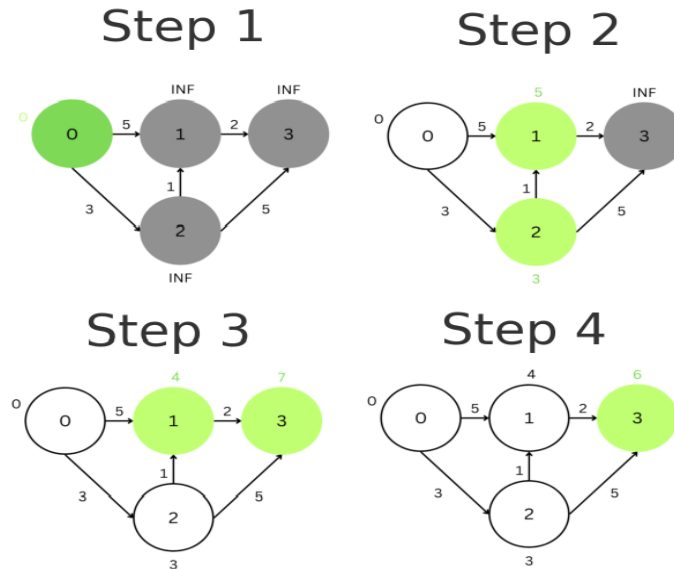 Step 1
INF INF
0 0 5 1 2 3
1
3 2 5
INF
Step 2
5 INF
0 0 5 1 2 3
1
3 2 5
3
Step 3
4 7
0 0 5 1 2 3
1
3 2 5
3
Step 4
4 6
0 0 5 1 2 3
1
3 2 5
3